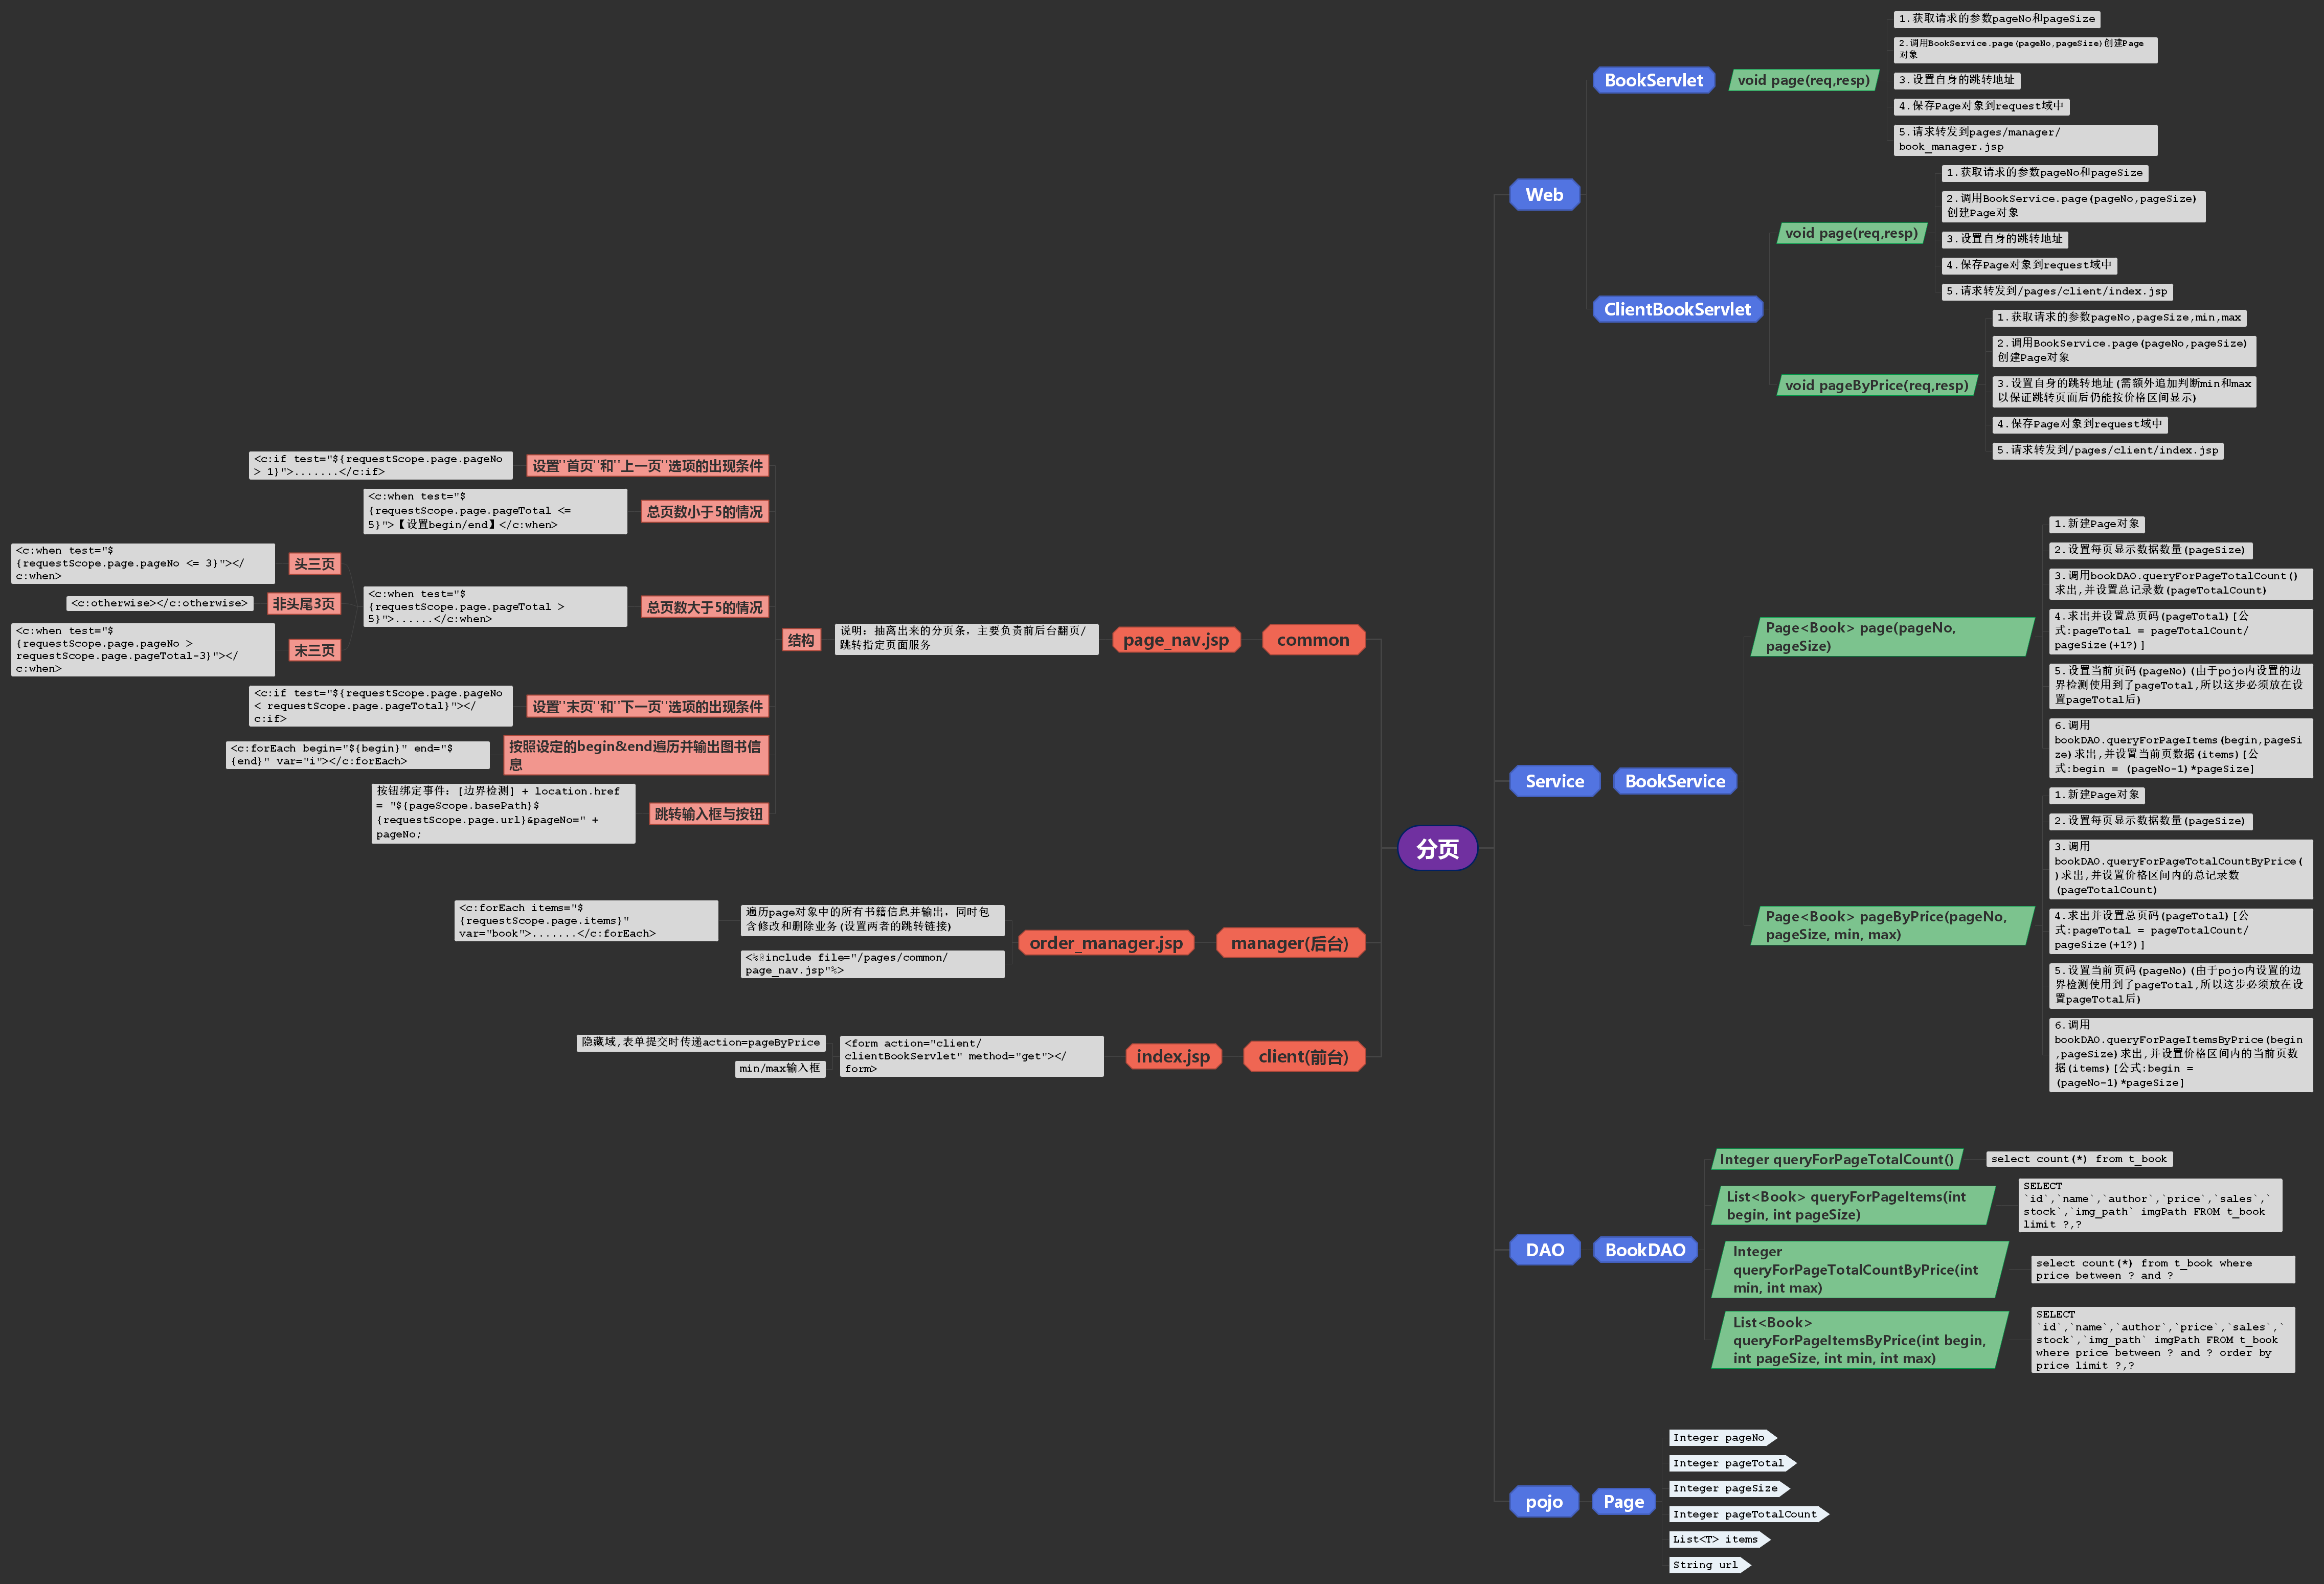 分页
Web
BookServlet
void page(req,resp)
1.获取请求的参数pageNo和pageSize
2.调用BookService.page(pageNo,pageSize)创建Page
对象
3.设置自身的跳转地址
4.保存Page对象到request域中
5.请求转发到pages/manager/
book_manager.jsp
ClientBookServlet
void page(req,resp)
1.获取请求的参数pageNo和pageSize
2.调用BookService.page(pageNo,pageSize)
创建Page对象
3.设置自身的跳转地址
4.保存Page对象到request域中
5.请求转发到/pages/client/index.jsp
void pageByPrice(req,resp)
1.获取请求的参数pageNo,pageSize,min,max
2.调用BookService.page(pageNo,pageSize)
创建Page对象
3.设置自身的跳转地址(需额外追加判断min和max
以保证跳转页面后仍能按价格区间显示)
4.保存Page对象到request域中
5.请求转发到/pages/client/index.jsp
Service
BookService
Page<Book> page(pageNo,
pageSize)
1.新建Page对象
2.设置每页显示数据数量(pageSize)
3.调用bookDAO.queryForPageTotalCount()
求出,并设置总记录数(pageTotalCount)
4.求出并设置总页码(pageTotal)[公
式:pageTotal = pageTotalCount/
pageSize(+1?)]
5.设置当前页码(pageNo)(由于pojo内设置的边
界检测使用到了pageTotal,所以这步必须放在设
置pageTotal后)
6.调用
bookDAO.queryForPageItems(begin,pageSi
ze)求出,并设置当前页数据(items)[公
式:begin = (pageNo-1)*pageSize]
Page<Book> pageByPrice(pageNo,
pageSize, min, max)
1.新建Page对象
2.设置每页显示数据数量(pageSize)
3.调用
bookDAO.queryForPageTotalCountByPrice(
)求出,并设置价格区间内的总记录数
(pageTotalCount)
4.求出并设置总页码(pageTotal)[公
式:pageTotal = pageTotalCount/
pageSize(+1?)]
5.设置当前页码(pageNo)(由于pojo内设置的边
界检测使用到了pageTotal,所以这步必须放在设
置pageTotal后)
6.调用
bookDAO.queryForPageItemsByPrice(begin
,pageSize)求出,并设置价格区间内的当前页数
据(items)[公式:begin =
(pageNo-1)*pageSize]
DAO
BookDAO
Integer queryForPageTotalCount()
select count(*) from t_book
List<Book> queryForPageItems(int
begin, int pageSize)
SELECT
`id`,`name`,`author`,`price`,`sales`,`
stock`,`img_path` imgPath FROM t_book
limit ?,?
Integer
queryForPageTotalCountByPrice(int
min, int max)
select count(*) from t_book where
price between ? and ?
List<Book>
queryForPageItemsByPrice(int begin,
int pageSize, int min, int max)
SELECT
`id`,`name`,`author`,`price`,`sales`,`
stock`,`img_path` imgPath FROM t_book
where price between ? and ? order by
price limit ?,?
pojo
Page
Integer pageNo
Integer pageTotal
Integer pageSize
Integer pageTotalCount
List<T> items
String url
common
page_nav.jsp
说明: 抽离出来的分页条, 主要负责前后台翻页/
跳转指定页面服务
结构
设置"首页"和"上一页"选项的出现条件
<c:if test="${requestScope.page.pageNo
> 1}">.......</c:if>
总页数小于5的情况
<c:when test="$
{requestScope.page.pageTotal <=
5}">【设置begin/end】</c:when>
总页数大于5的情况
<c:when test="$
{requestScope.page.pageTotal >
5}">......</c:when>
头三页
<c:when test="$
{requestScope.page.pageNo <= 3}"></
c:when>
非头尾3页
<c:otherwise></c:otherwise>
末三页
<c:when test="$
{requestScope.page.pageNo >
requestScope.page.pageTotal-3}"></
c:when>
设置"末页"和"下一页"选项的出现条件
<c:if test="${requestScope.page.pageNo
< requestScope.page.pageTotal}"></
c:if>
按照设定的begin&end遍历并输出图书信
息
<c:forEach begin="${begin}" end="$
{end}" var="i"></c:forEach>
跳转输入框与按钮
按钮绑定事件: [边界检测] + location.href
= "${pageScope.basePath}$
{requestScope.page.url}&pageNo=" +
pageNo;
manager(后台)
order_manager.jsp
遍历page对象中的所有书籍信息并输出, 同时包
含修改和删除业务(设置两者的跳转链接)
<c:forEach items="$
{requestScope.page.items}"
var="book">.......</c:forEach>
<%@include file="/pages/common/
page_nav.jsp"%>
client(前台)
index.jsp
<form action="client/
clientBookServlet" method="get"></
form>
隐藏域,表单提交时传递action=pageByPrice
min/max输入框